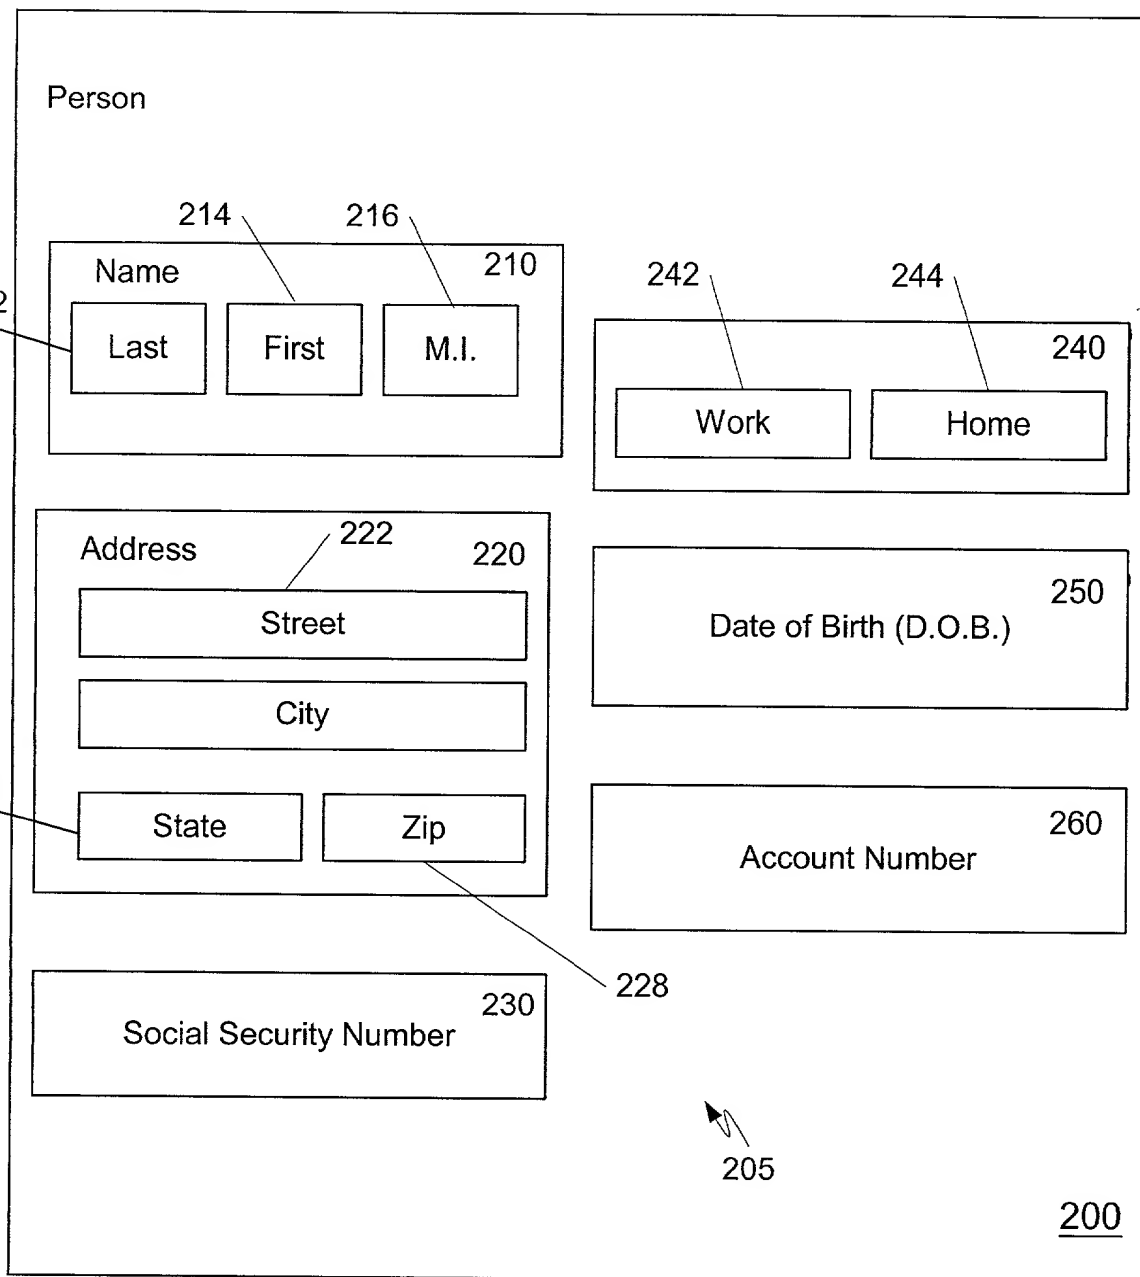 Person
214
216
Name
210
Last
First
M.I.
242
244
240
Work
Home
Address
222
220
Street
City
State
Zip
228
Date of Birth (D.O.B.)
250
Account Number
260
Social Security Number
230
205
200